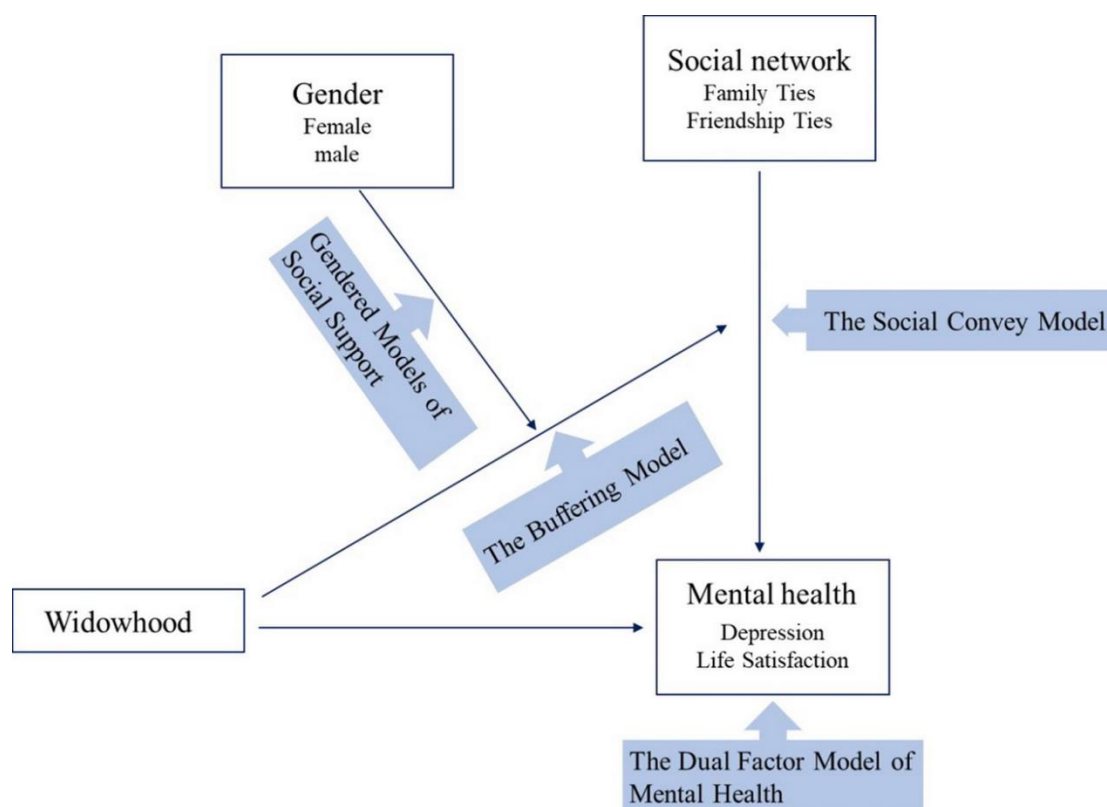 Social network
Family Ties
Friendship Ties
Gender
Female
male
Gendered Models of
Social Support
The Social Convey Model
The Buffering Model
Widowhood
Mental health
Depression
Life Satisfaction
The Dual Factor Model of
Mental Health